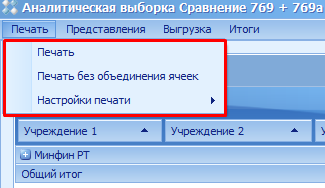 Аналитическая выборка Сравнение 769 + 769а
Печать Представления Выгрузка Итоги
Печать
Печать без объединения ячеек
Настройки печати
Учреждение 1 Учреждение 2
Минфин РТ
Общий итог